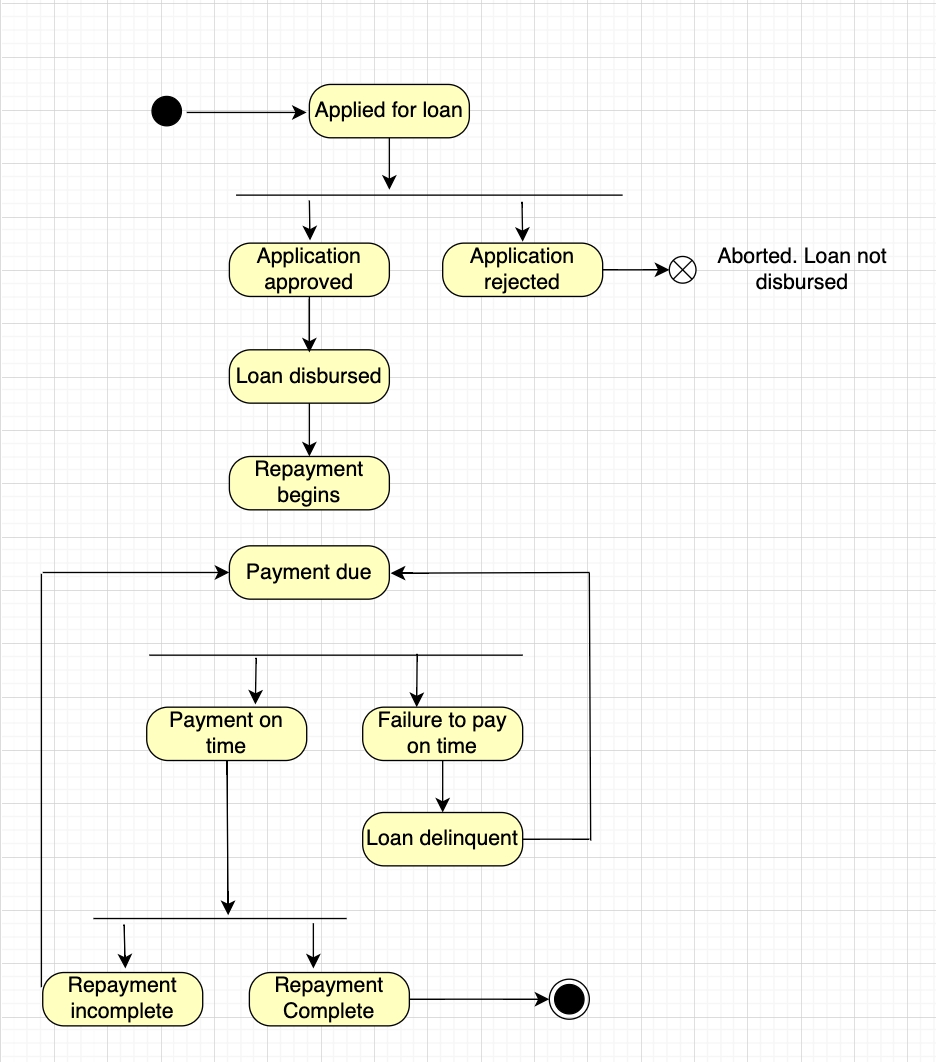 Applied for loan
Application
approved
Application
rejected
Aborted. Loan not
disbursed
Loan disbursed
Repayment
begins
Payment due
Payment on
time
Failure to pay
on time
Loan delinquent
Repayment
incomplete
Repayment
Complete